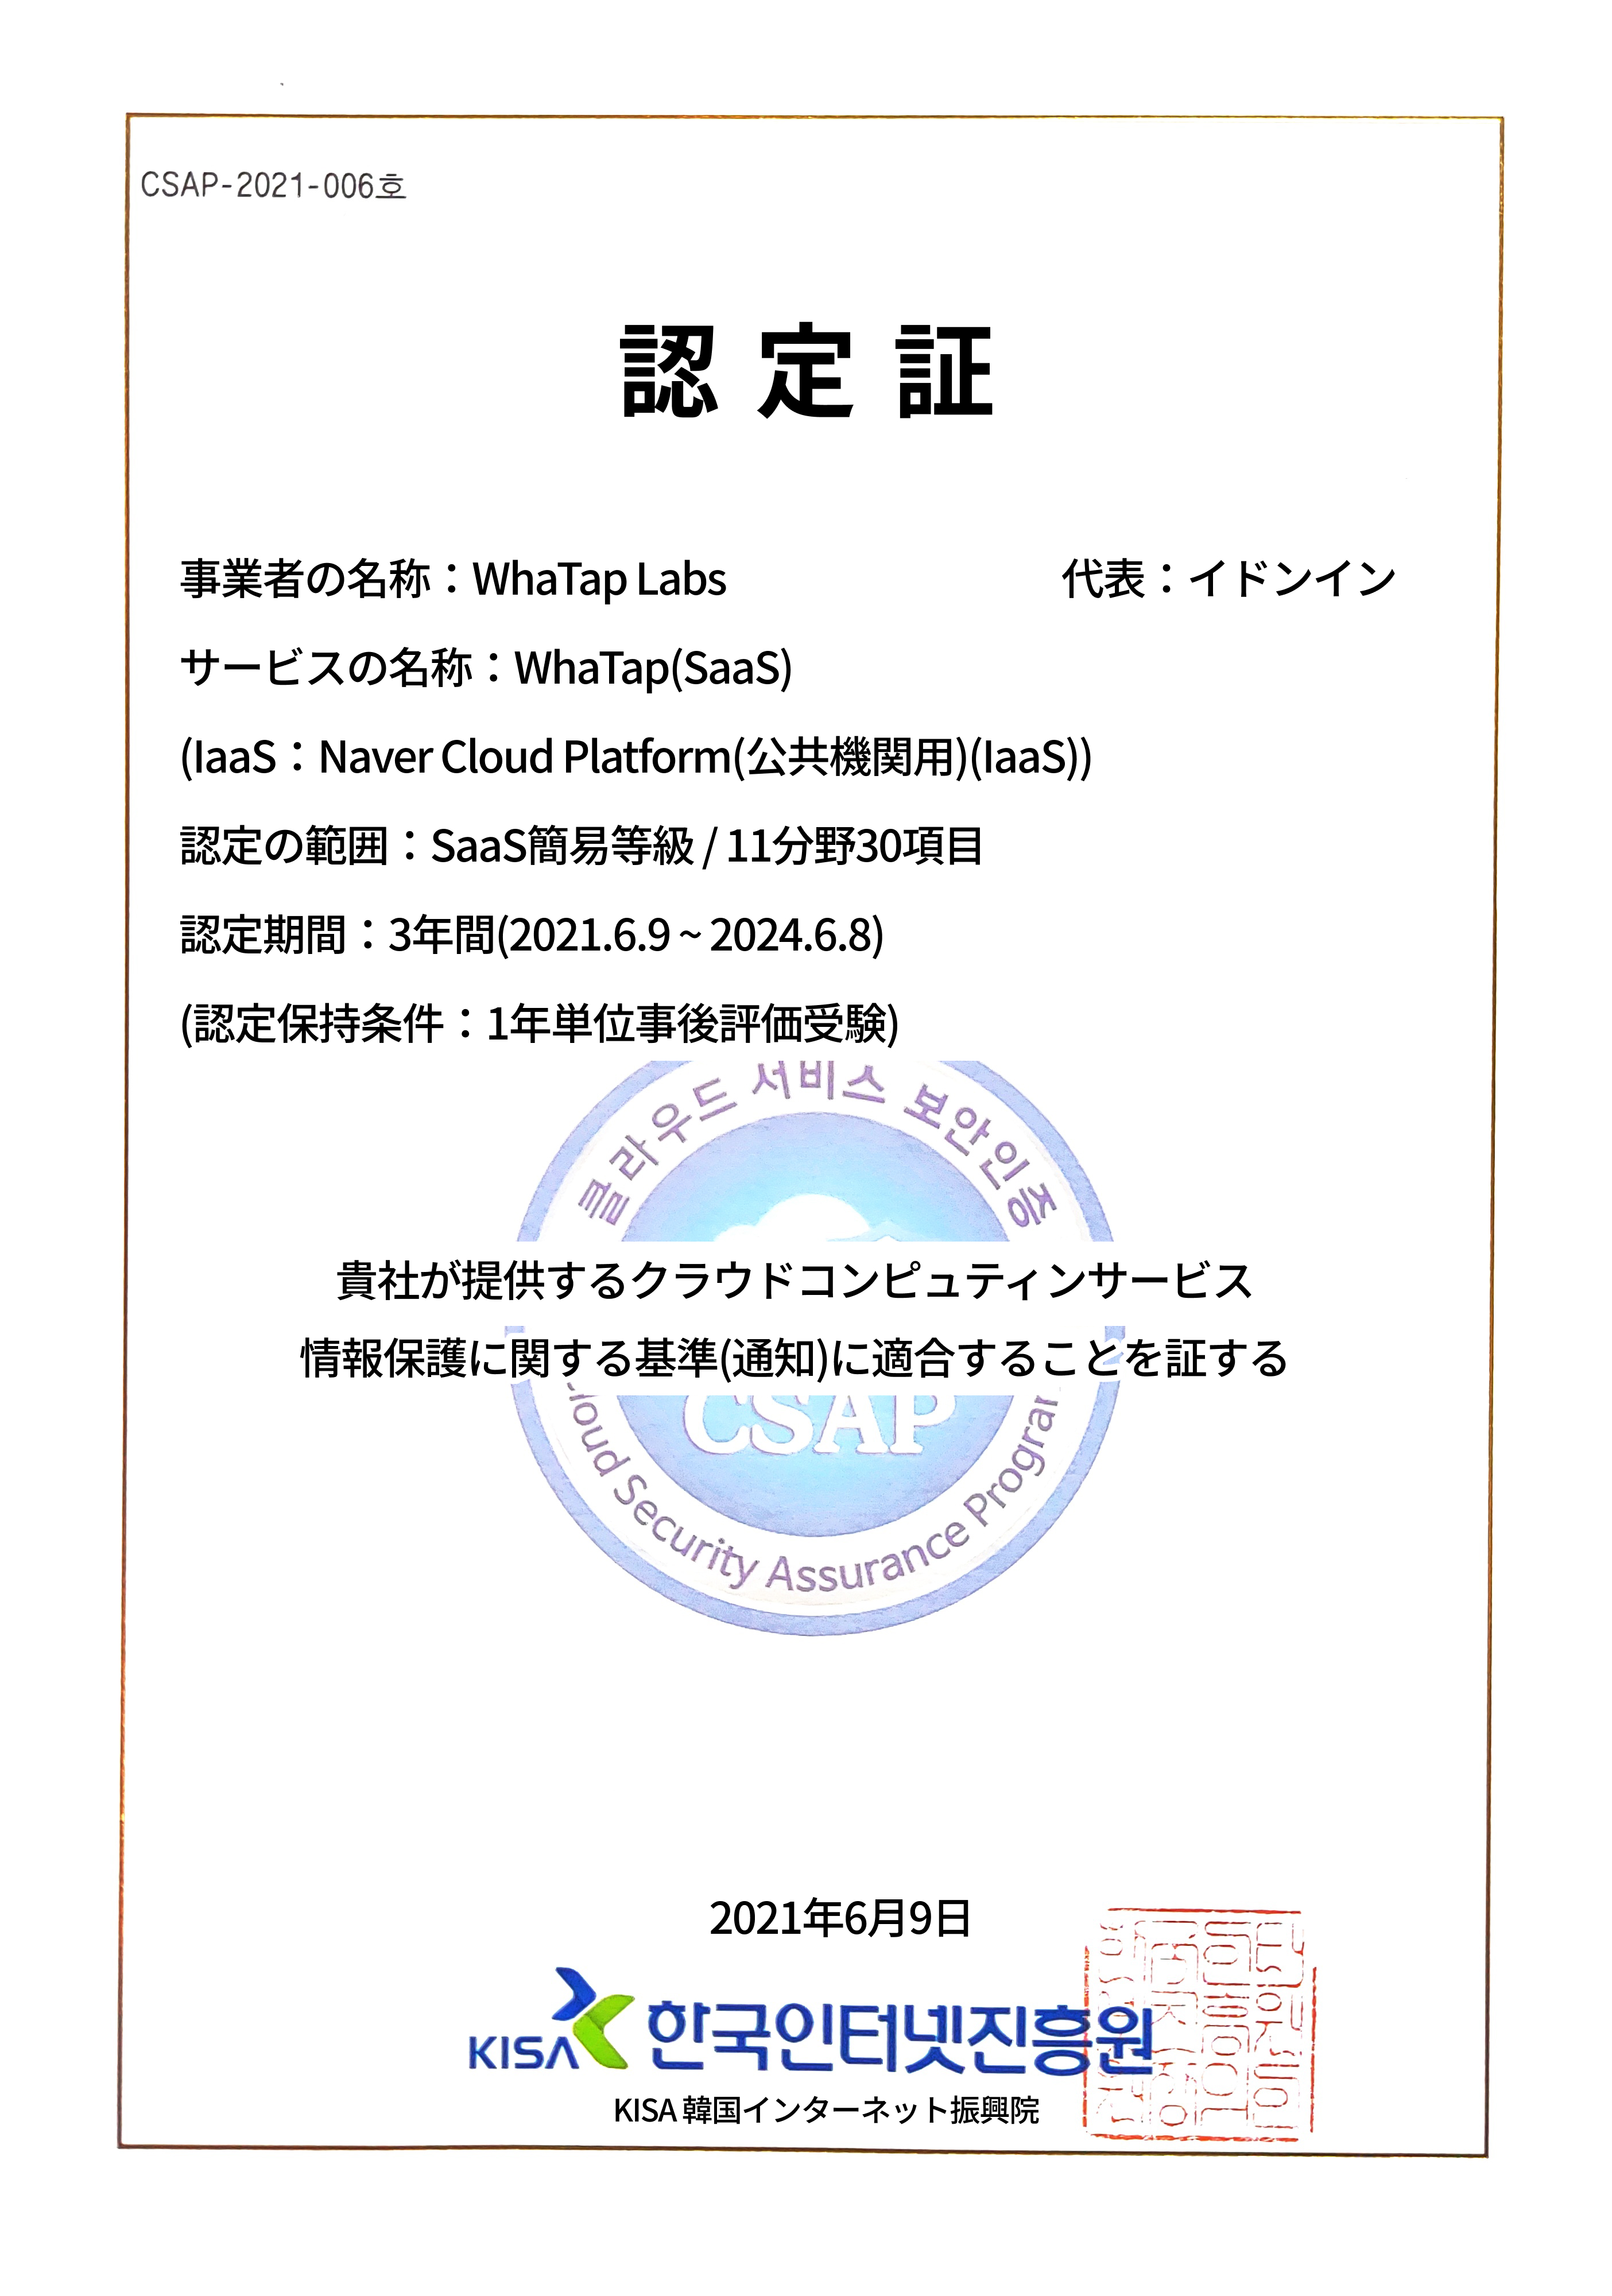 CSAP-2021-006호
認定証
事業者の名称：WhaTap Labs 代表：イドンイン
サービスの名称：WhaTap(SaaS)
(IaaS：Naver Cloud Platform(公共機関用)(IaaS))
認定の範囲：SaaS簡易等級 / 11分野30項目
認定期間：3年間(2021.6.9 ~ 2024.6.8)
(認定保持条件：1年単位事後評価受験)
클라우드 서비스 보안인증
貴社が提供するクラウドコンピュティンサービス
情報保護に関する基準(通知)に適合することを証する
CSAP
loud Security Assurance Progra
2021年6月9日
KISA 한국인터넷진흥원
KISA 韓国インターネット振興院